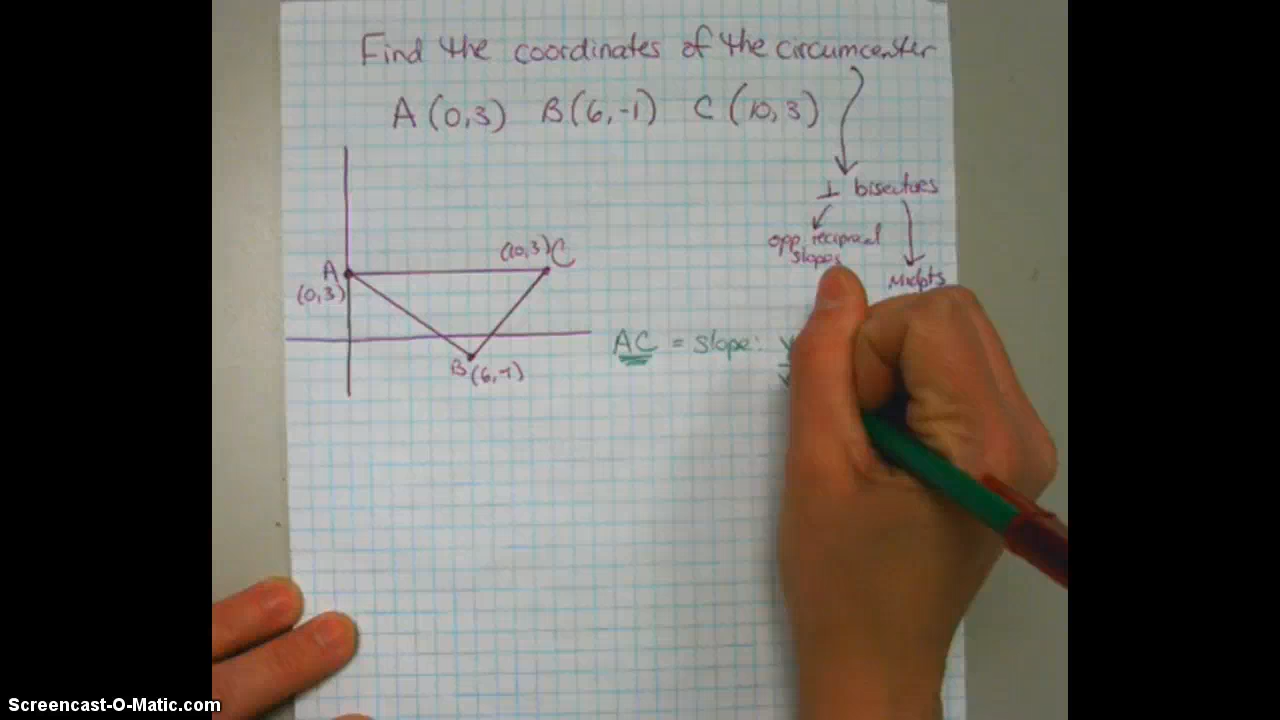 Find the coordinates of the circumcenter
A (0,3) B (6,-1) C (10,3)
⊥ bisectors
opp. reciprocal
slopes
Midpts
(10,3) C
A
(0,3)
B (6,-1)
AC = slope:
Screencast-O-Matic.com